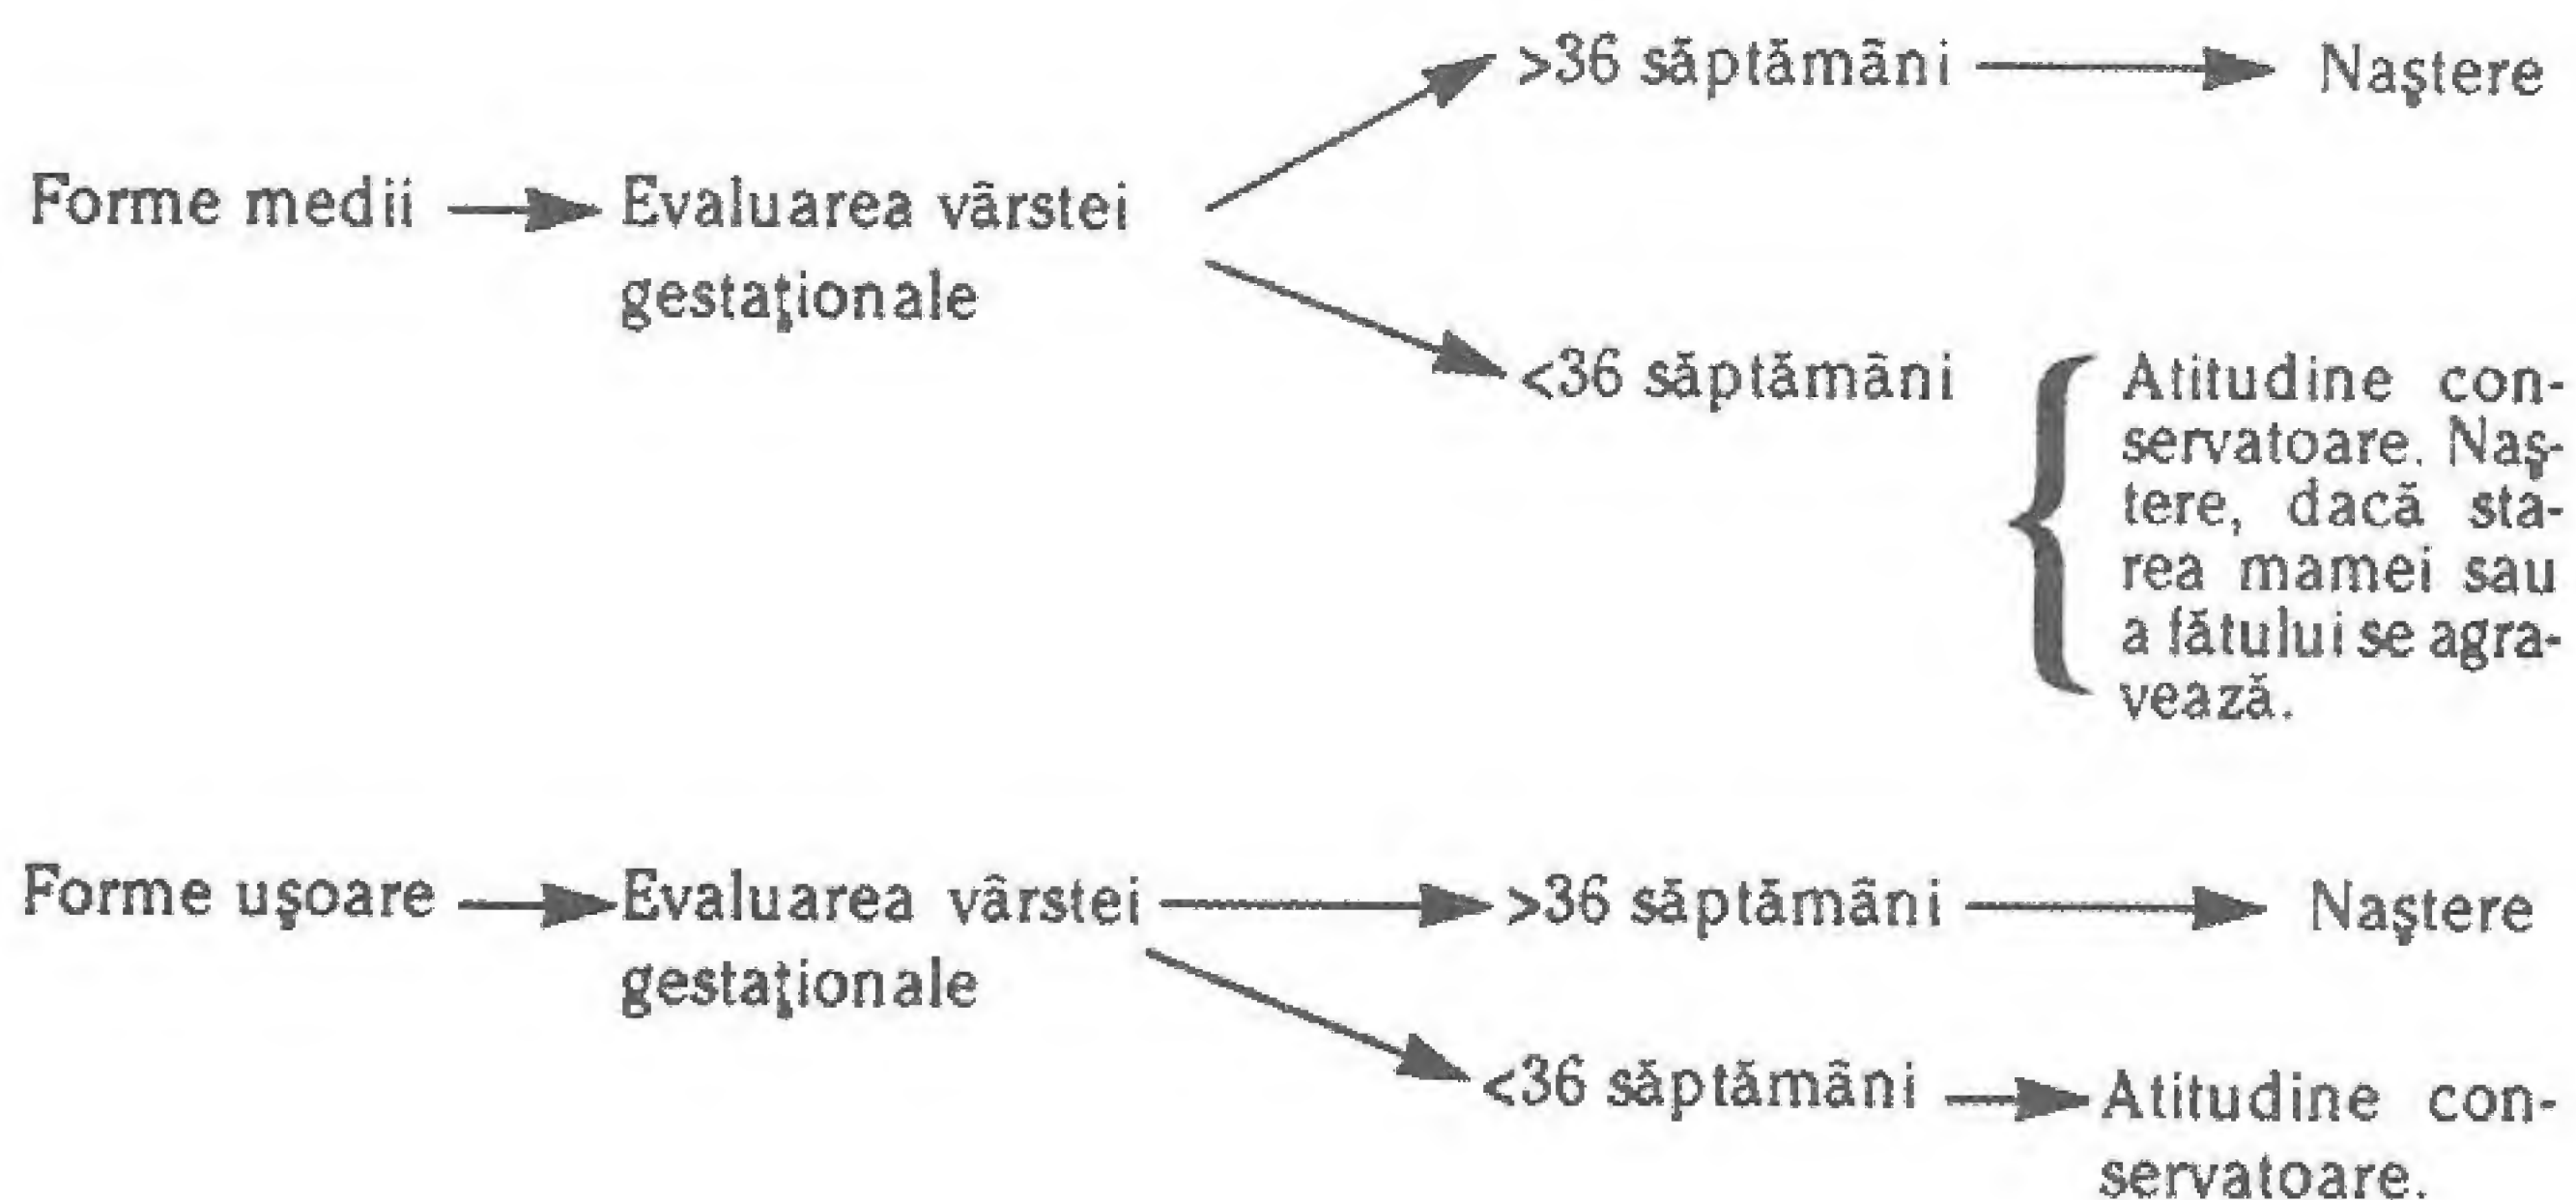 >36 săptămâni
Naştere
Forme medii
Evaluarea vârstei
gestaţionale
<36 săptămâni
Atitudine con-
servatoare. Naş-
tere, dacă sta-
rea mamei sau
a fătului se agra-
vează.
Forme uşoare
Evaluarea vârstei
gestaţionale
>36 săptămâni
Naştere
<36 săptămâni
Atitudine con-
servatoare.